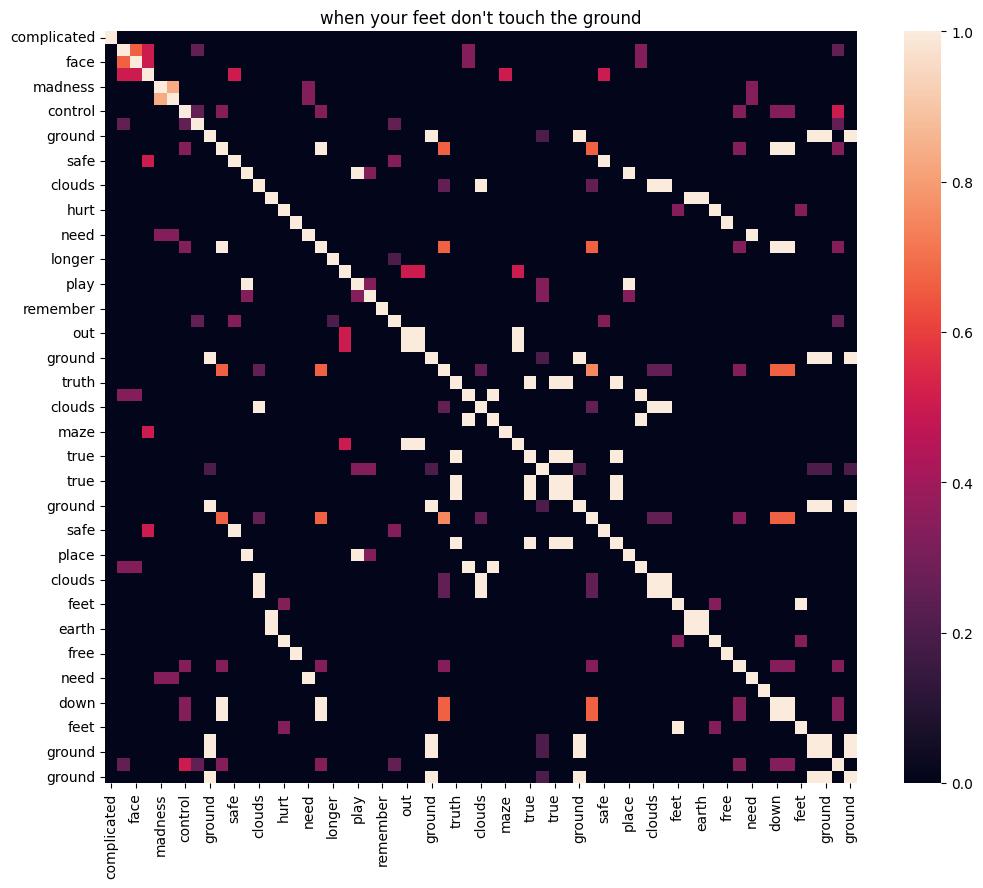 when your feet don't touch the ground
complicated
face
madness
control
ground
safe
clouds
hurt
need
longer
play
remember
out
ground
truth
clouds
maze
true
true
ground
safe
place
clouds
feet
earth
free
need
down
feet
ground
ground
1.0
0.8
0.6
0.4
0.2
0.0
complicated
face
madness
control
ground
safe
clouds
hurt
need
longer
play
remember
out
ground
truth
clouds
maze
true
true
ground
safe
place
clouds
feet
earth
free
need
down
feet
ground
ground